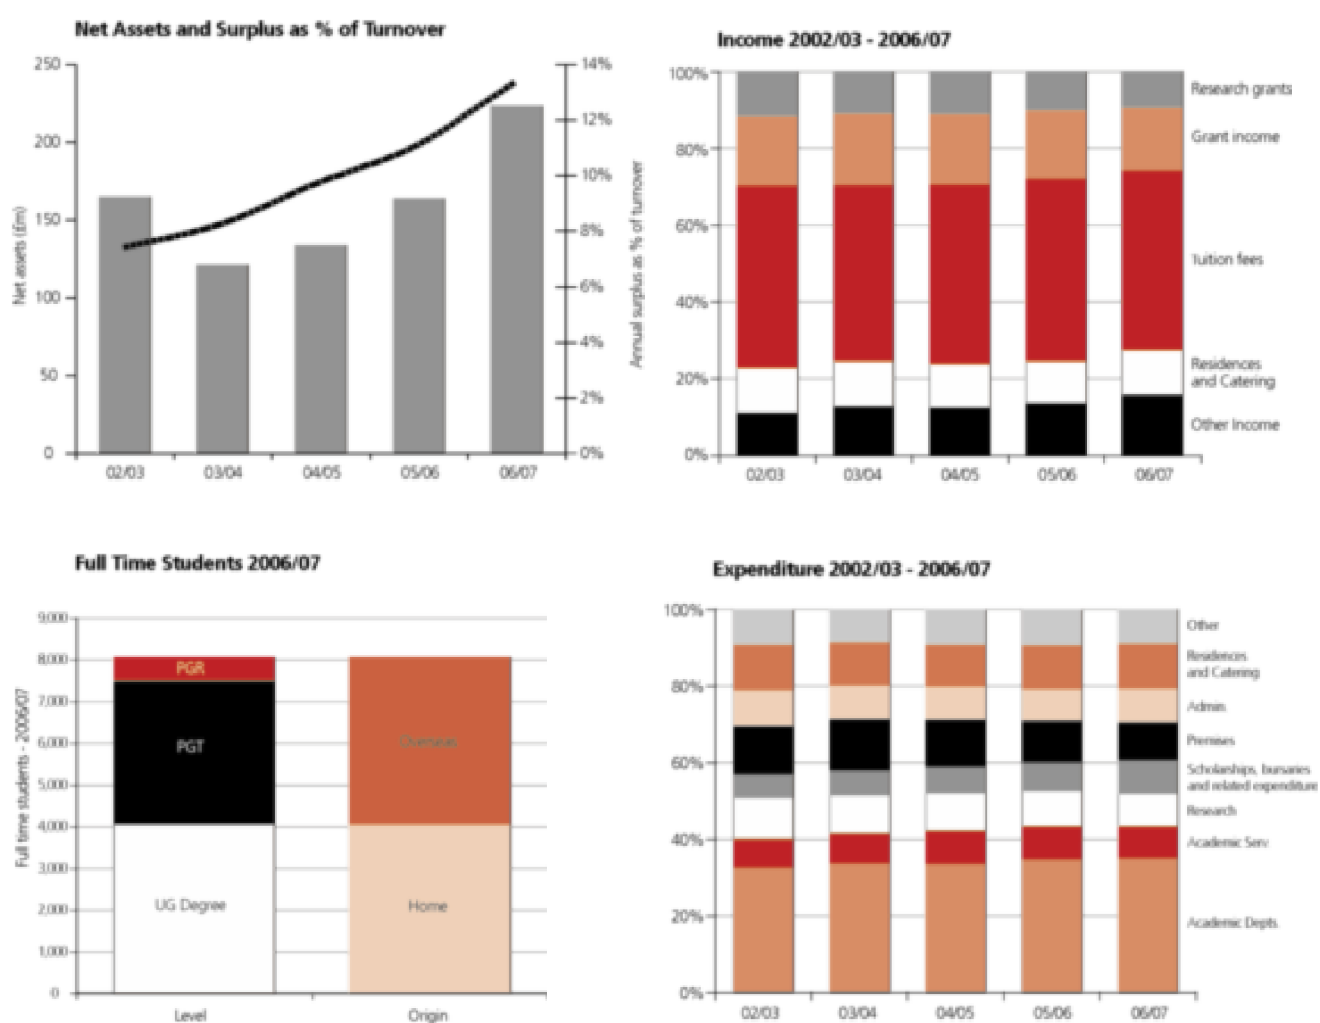 Net Assets and Surplus as % of Turnover
250
200
150
100
50
0
Net assets (£m)
14%
12%
10%
8%
6%
4%
2%
0%
Annual surplus as % of turnover
02/03 03/04 04/05 05/06 06/07
Income 2002/03 - 2006/07
100%
80%
60%
40%
20%
0%
Research grants
Grant income
Tuition fees
Residences
and Catering
Other Income
02/03 03/04 04/05 05/06 06/07
Full Time Students 2006/07
9,000
8,000
7,000
6,000
5,000
4,000
3,000
2,000
1,000
0
Full time students - 2006/07
PGR
PGT
UG Degree
Overseas
Home
Level Origin
Expenditure 2002/03 - 2006/07
100%
80%
60%
40%
20%
0%
Other
Residences
and Catering
Admin.
Premises
Scholarships, bursaries
and related expenditure
Research
Academic Serv
Academic Depts.
02/03 03/04 04/05 05/06 06/07